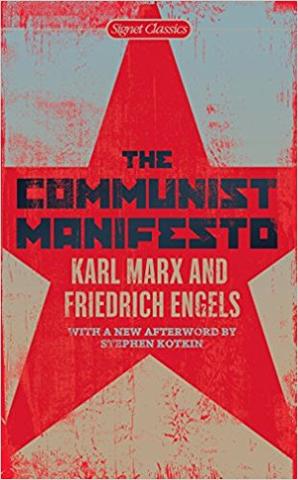 Signet Classics
THE
COMMUNIST
MANIFESTO
KARL MARX AND
FRIEDRICH ENGELS
WITH A NEW AFTERWORD BY
STEPHEN KOTKIN